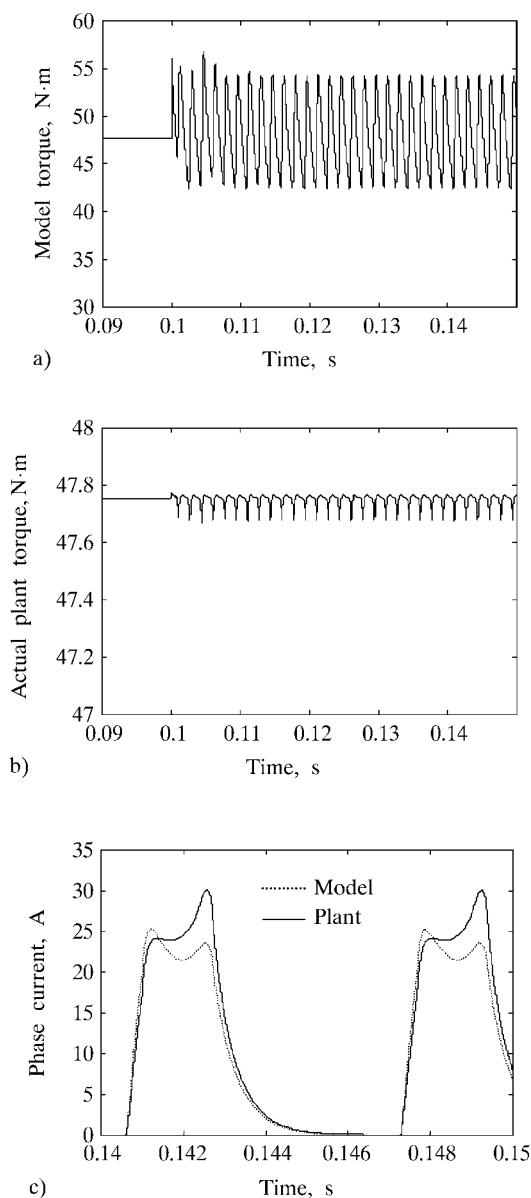 60
55
50
45
40
35
30
Model torque, N·m
0.09 0.1 0.11 0.12 0.13 0.14
Time, s
a)
48
47.8
47.6
47.4
47.2
47
Actual plant torque, N·m
0.09 0.1 0.11 0.12 0.13 0.14
Time, s
b)
35
30
25
20
15
10
5
0
Phase current, A
Model
Plant
0.14 0.142 0.144 0.146 0.148 0.15
Time, s
c)